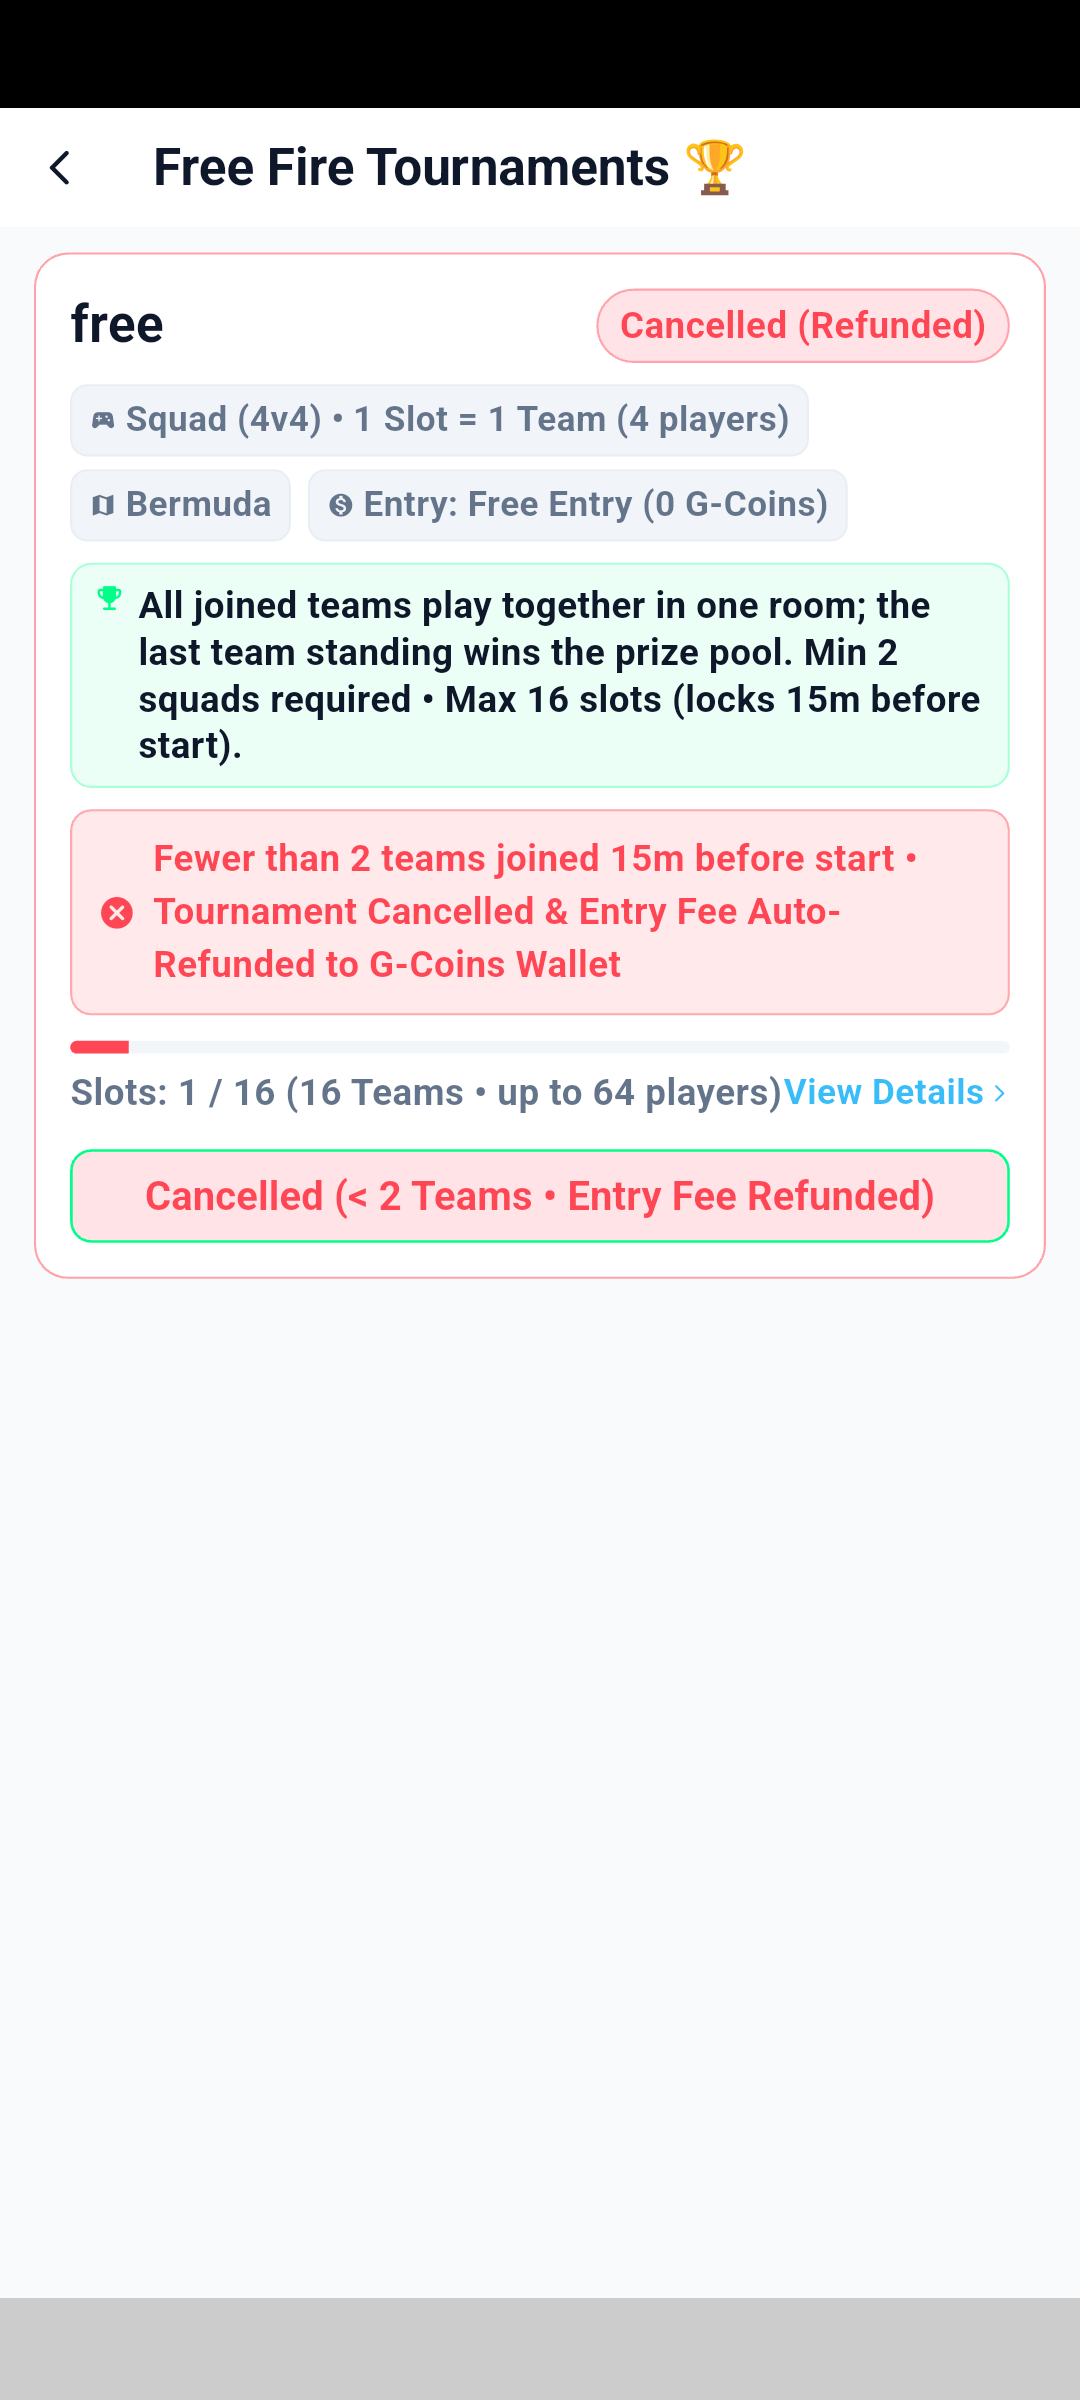 Free Fire Tournaments 🏆
free
Cancelled (Refunded)
Squad (4v4) • 1 Slot = 1 Team (4 players)
Bermuda
Entry: Free Entry (0 G-Coins)
All joined teams play together in one room; the
last team standing wins the prize pool. Min 2
squads required • Max 16 slots (locks 15m before
start).
Fewer than 2 teams joined 15m before start •
Tournament Cancelled & Entry Fee Auto-
Refunded to G-Coins Wallet
Slots: 1 / 16 (16 Teams • up to 64 players)
View Details
Cancelled (< 2 Teams • Entry Fee Refunded)